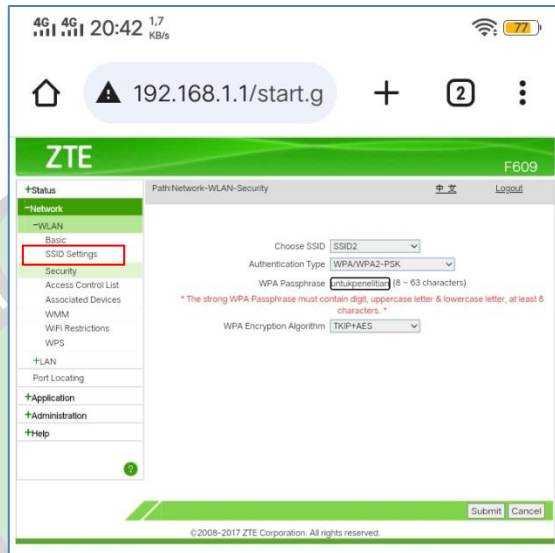 4G 4G 20:42 1,7 KB/s 77
192.168.1.1/start.g 2
ZTE
F609
+Status
Path:Network-WLAN-Security 中文 Logout
-Network
-WLAN
Basic
SSID Settings
Security
Access Control List
Associated Devices
WMM
WiFi Restrictions
WPS
+LAN
Port Locating
+Application
+Administration
+Help
?
Choose SSID SSID2
Authentication Type WPA/WPA2-PSK
WPA Passphrase untukpenelitian (8 ~ 63 characters)
* The strong WPA Passphrase must contain digit, uppercase letter & lowercase letter, at least 8
characters. *
WPA Encryption Algorithm TKIP+AES
Submit Cancel
©2008-2017 ZTE Corporation. All rights reserved.